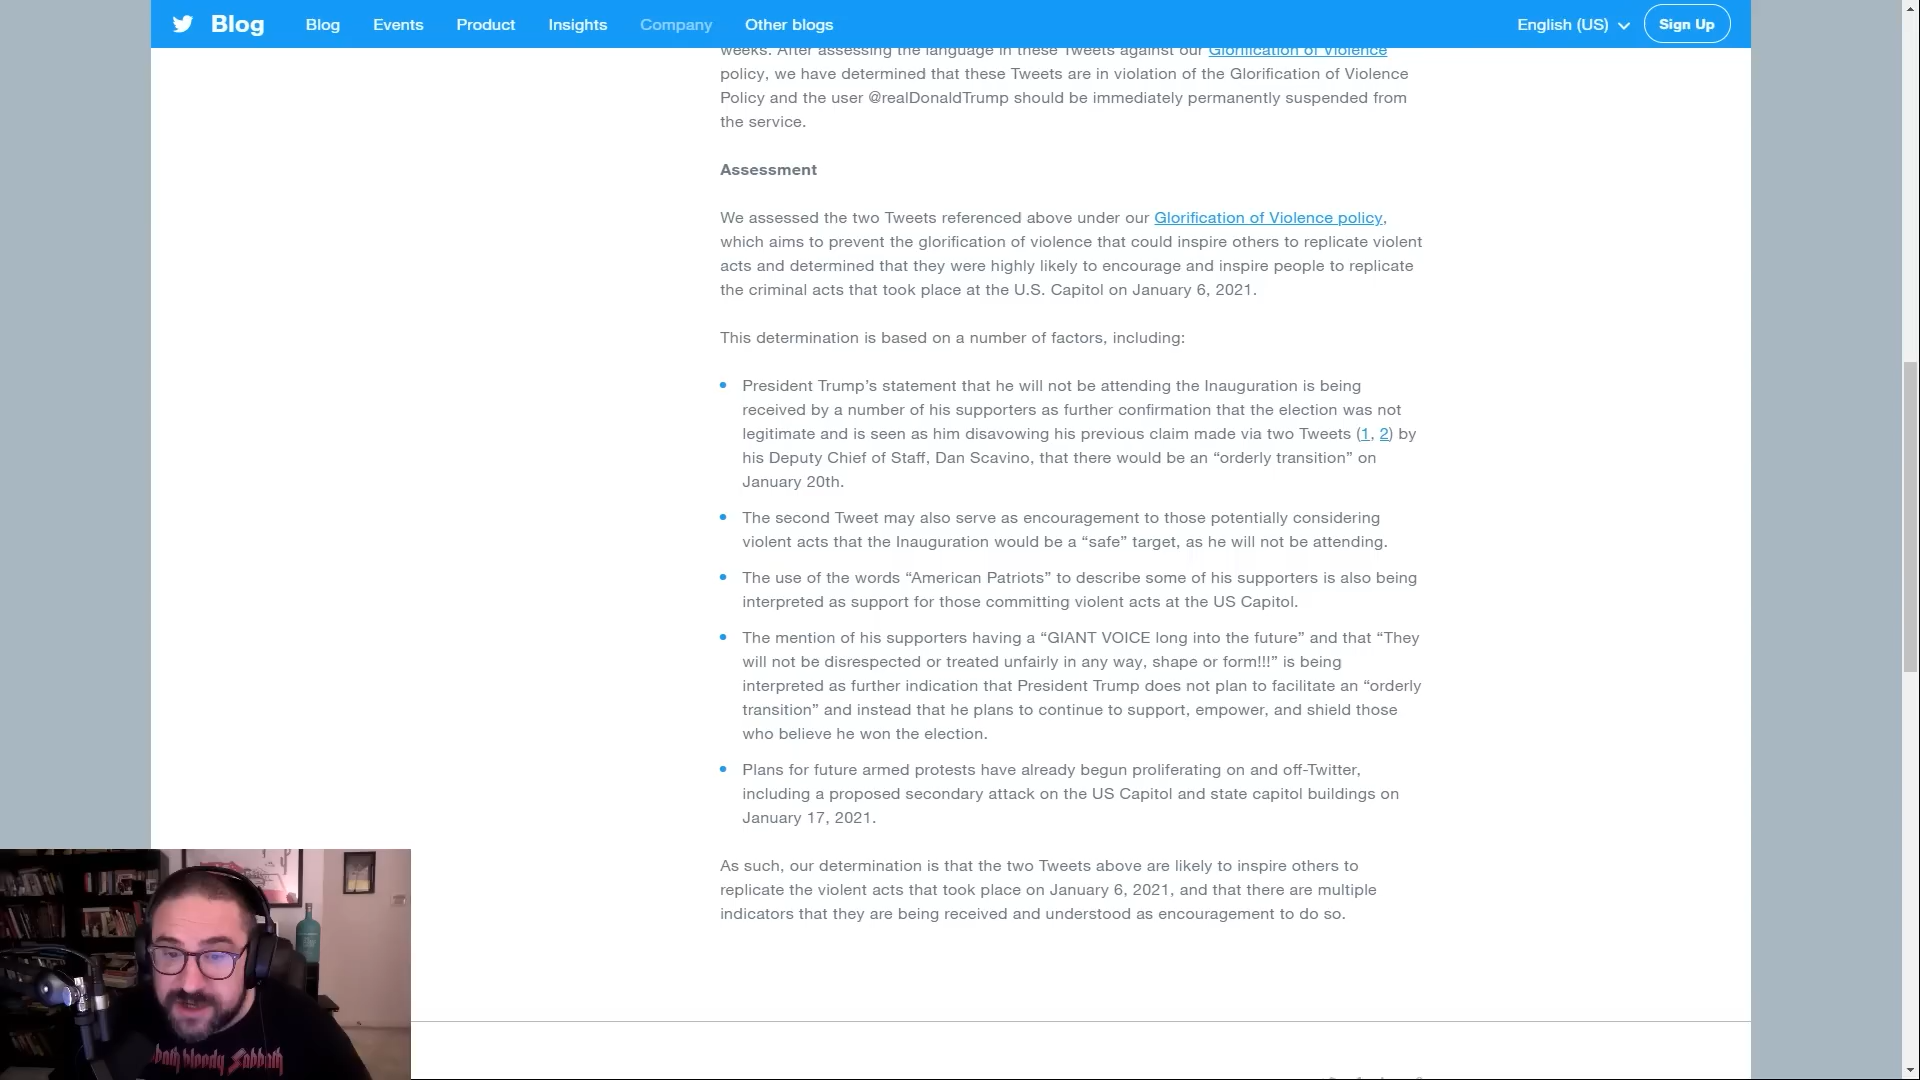 Blog
Blog Events Product Insights Company Other blogs English (US) Sign Up
weeks. After assessing the language in these Tweets against our Glorification of Violence
policy, we have determined that these Tweets are in violation of the Glorification of Violence
Policy and the user @realDonaldTrump should be immediately permanently suspended from
the service.
Assessment
We assessed the two Tweets referenced above under our Glorification of Violence policy,
which aims to prevent the glorification of violence that could inspire others to replicate violent
acts and determined that they were highly likely to encourage and inspire people to replicate
the criminal acts that took place at the U.S. Capitol on January 6, 2021.
This determination is based on a number of factors, including:
President Trump’s statement that he will not be attending the Inauguration is being
received by a number of his supporters as further confirmation that the election was not
legitimate and is seen as him disavowing his previous claim made via two Tweets (1, 2) by
his Deputy Chief of Staff, Dan Scavino, that there would be an “orderly transition” on
January 20th.
The second Tweet may also serve as encouragement to those potentially considering
violent acts that the Inauguration would be a “safe” target, as he will not be attending.
The use of the words “American Patriots” to describe some of his supporters is also being
interpreted as support for those committing violent acts at the US Capitol.
The mention of his supporters having a “GIANT VOICE long into the future” and that “They
will not be disrespected or treated unfairly in any way, shape or form!!!” is being
interpreted as further indication that President Trump does not plan to facilitate an “orderly
transition” and instead that he plans to continue to support, empower, and shield those
who believe he won the election.
Plans for future armed protests have already begun proliferating on and off-Twitter,
including a proposed secondary attack on the US Capitol and state capitol buildings on
January 17, 2021.
As such, our determination is that the two Tweets above are likely to inspire others to
replicate the violent acts that took place on January 6, 2021, and that there are multiple
indicators that they are being received and understood as encouragement to do so.
bloody Sabbath